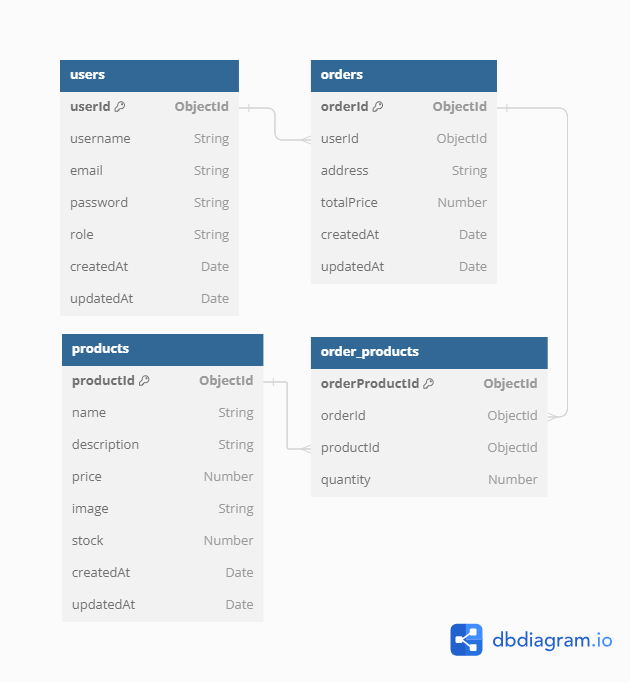 users
userId ObjectId
username String
email String
password String
role String
createdAt Date
updatedAt Date
orders
orderId ObjectId
userId ObjectId
address String
totalPrice Number
createdAt Date
updatedAt Date
products
productId ObjectId
name String
description String
price Number
image String
stock Number
createdAt Date
updatedAt Date
order_products
orderProductId ObjectId
orderId ObjectId
productId ObjectId
quantity Number
dbdiagram.io